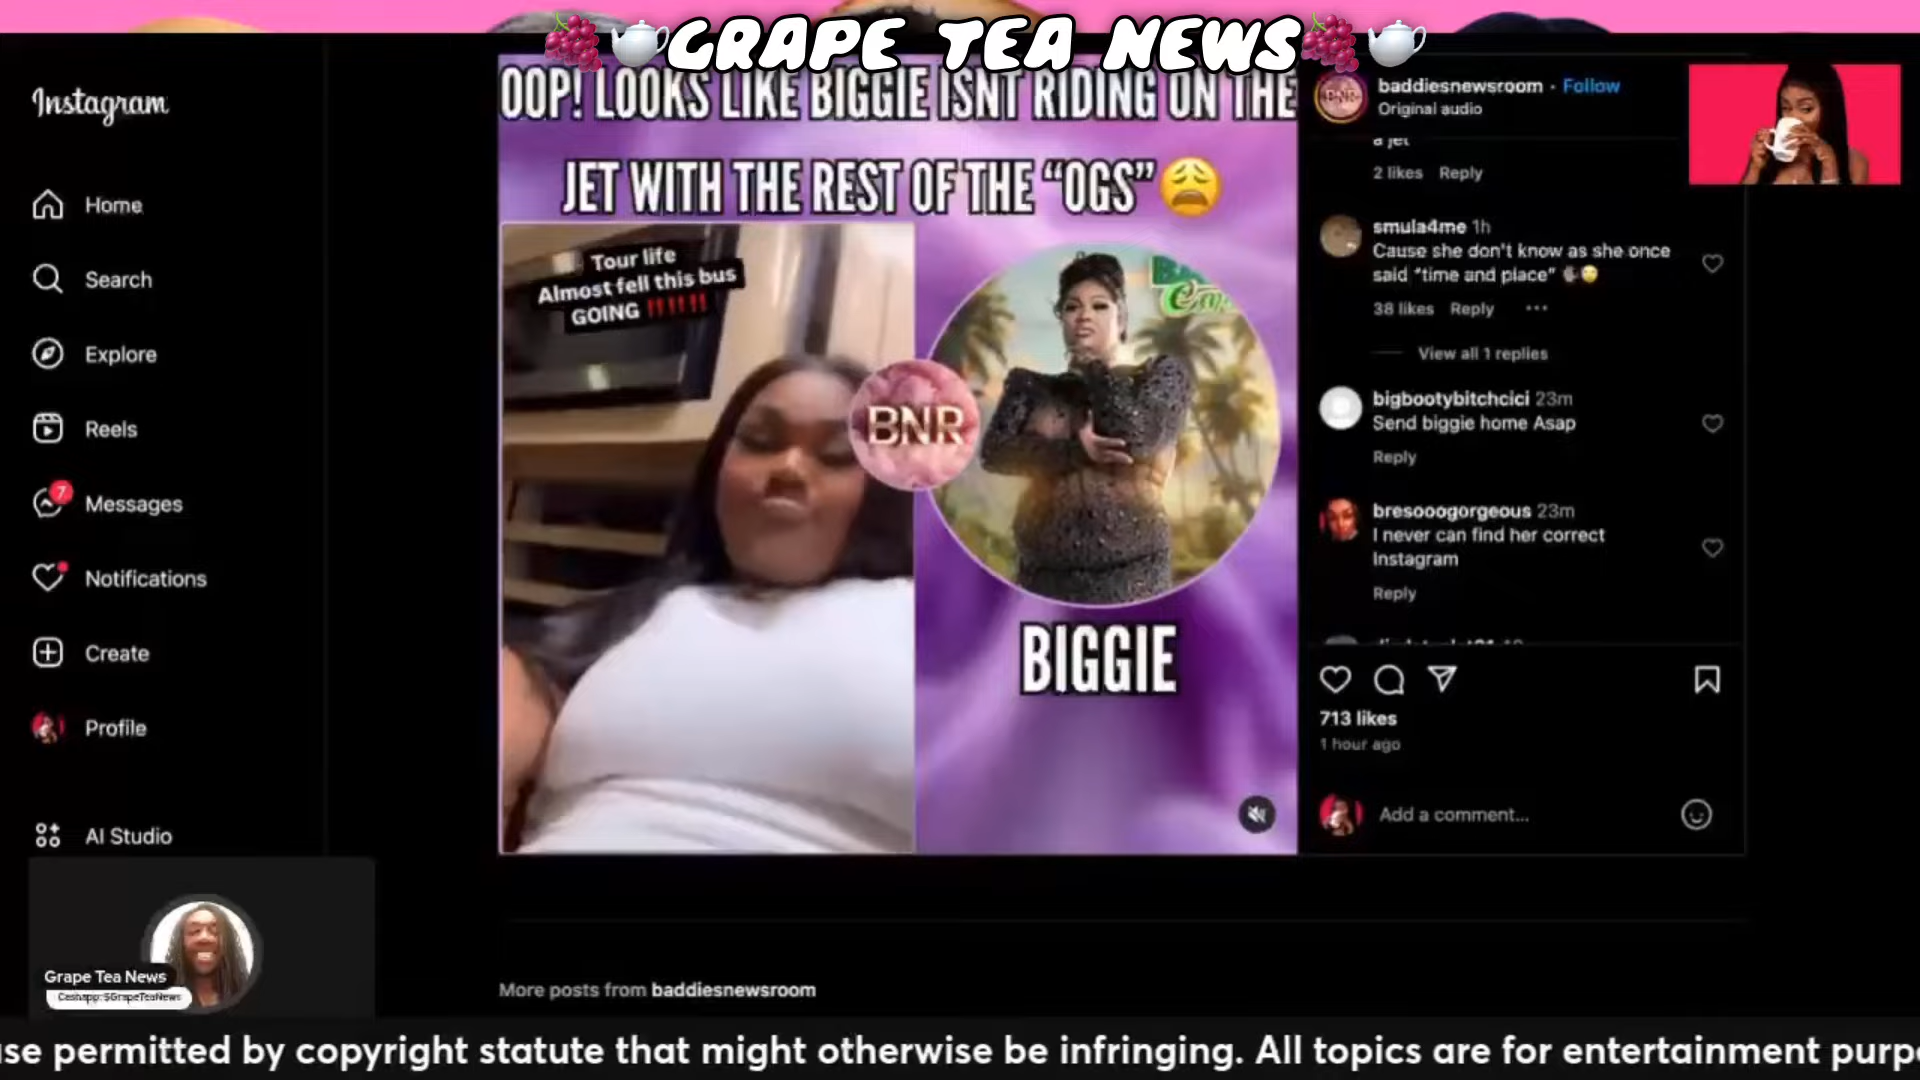 GRAPE TEA NEWS
Instagram
Home
Search
Explore
Reels
7
Messages
Notifications
Create
Profile
AI Studio
Grape Tea News
Cashapp: $GrapeTeaNews
OOP! LOOKS LIKE BIGGIE ISNT RIDING ON THE
JET WITH THE REST OF THE “OGS”😩
Tour life
Almost fell this bus
GOING ‼️‼️‼️
BNR
BIGGIE
baddiesnewsroom · Follow
Original audio
a jet
2 likes Reply
smula4me 1h
Cause she don't know as she once
said “time and place”
38 likes Reply ...
View all 1 replies
bigbootybitchcici 23m
Send biggie home Asap
Reply
bresooogorgeous 23m
I never can find her correct
Instagram
Reply
713 likes
1 hour ago
Add a comment...
More posts from baddiesnewsroom
se permitted by copyright statute that might otherwise be infringing. All topics are for entertainment purp